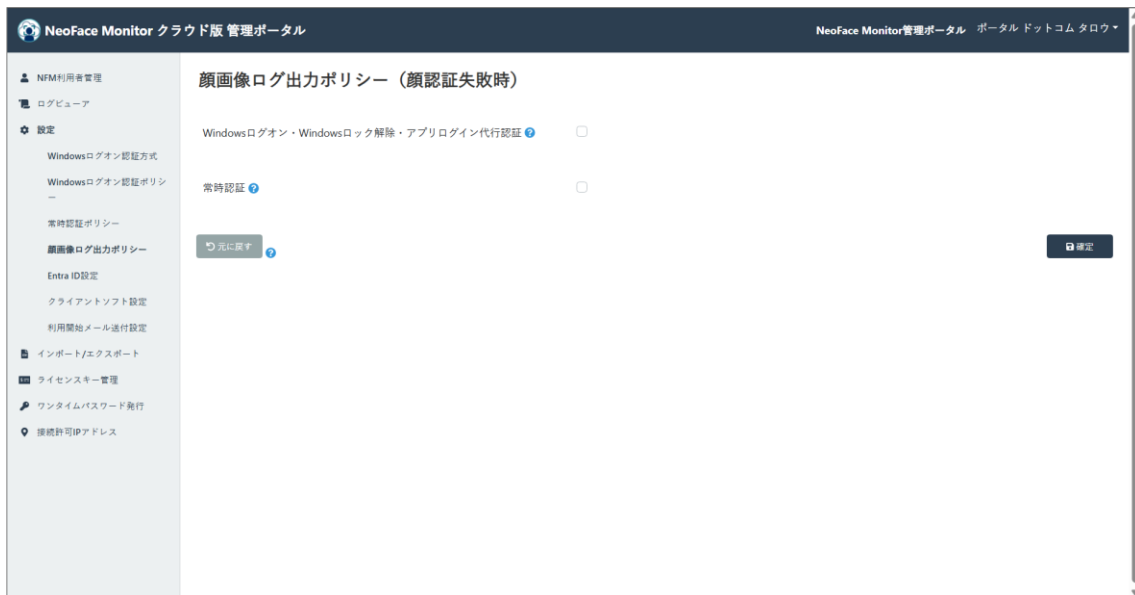 NeoFace Monitor クラウド版 管理ポータル
NeoFace Monitor管理ポータル ポータル ドットコム タロウ
NFM利用者管理
ログビューア
設定
Windowsログオン認証方式
Windowsログオン認証ポリシ
ー
常時認証ポリシー
顔画像ログ出力ポリシー
Entra ID設定
クライアントソフト設定
利用開始メール送付設定
インポート/エクスポート
ライセンスキー管理
ワンタイムパスワード発行
接続許可IPアドレス
顔画像ログ出力ポリシー（顔認証失敗時）
Windowsログオン・Windowsロック解除・アプリログイン代行認証 ?
常時認証 ?
元に戻す ?
確定